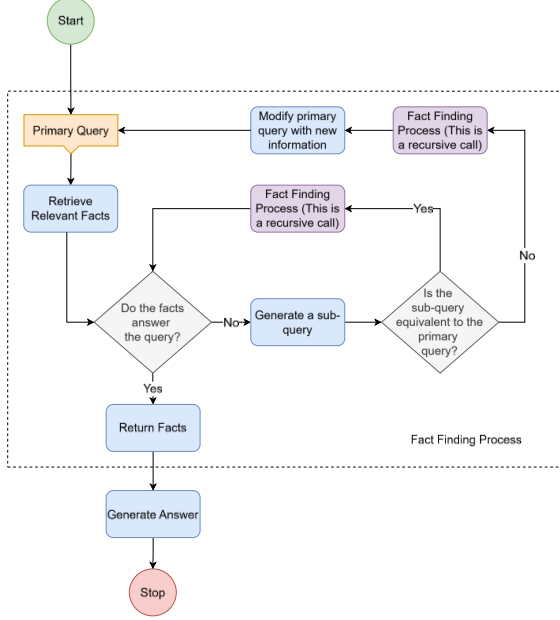 Start
Primary Query
Modify primary
query with new
information
Fact Finding
Process (This is
a recursive call)
Retrieve
Relevant Facts
Fact Finding
Process (This is
a recursive call)
Yes
No
Do the facts
answer
the query?
No
Generate a sub-
query
Is the
sub-query
equivalent to the
primary
query?
Yes
Return Facts
Fact Finding Process
Generate Answer
Stop